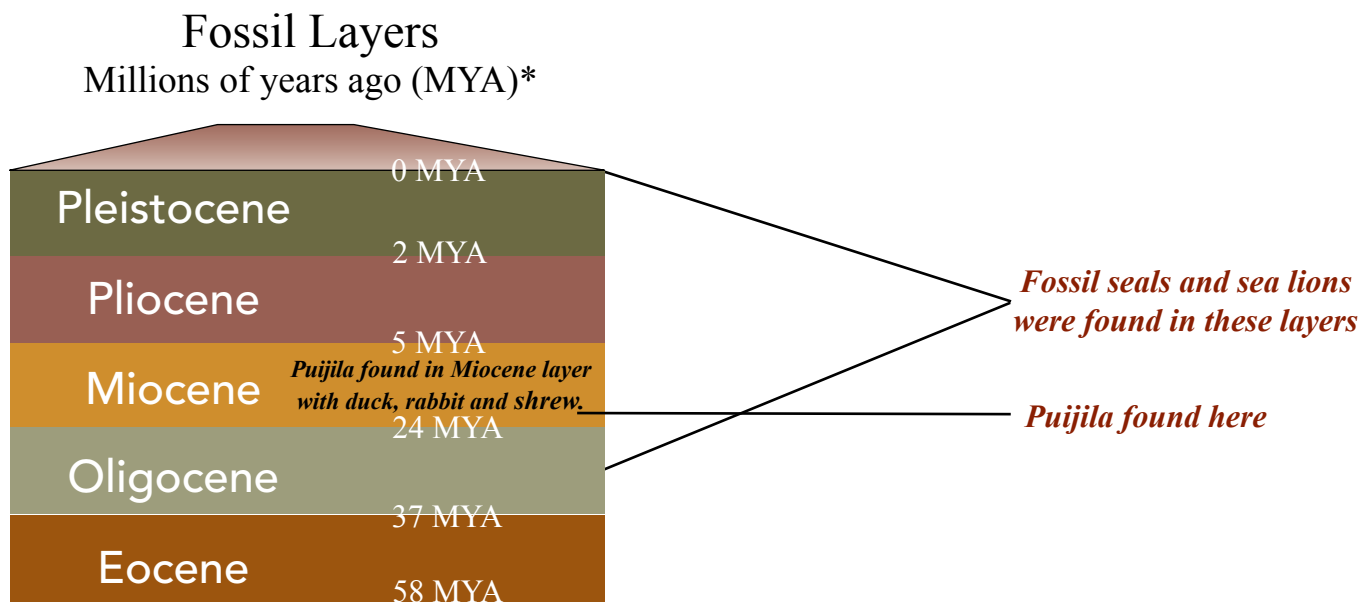 Fossil Layers
Millions of years ago (MYA)*
0 MYA
Pleistocene
2 MYA
Pliocene
5 MYA
Miocene
Puijila found in Miocene layer
with duck, rabbit and shrew.
24 MYA
Oligocene
37 MYA
Eocene
58 MYA
Fossil seals and sea lions
were found in these layers
Puijila found here